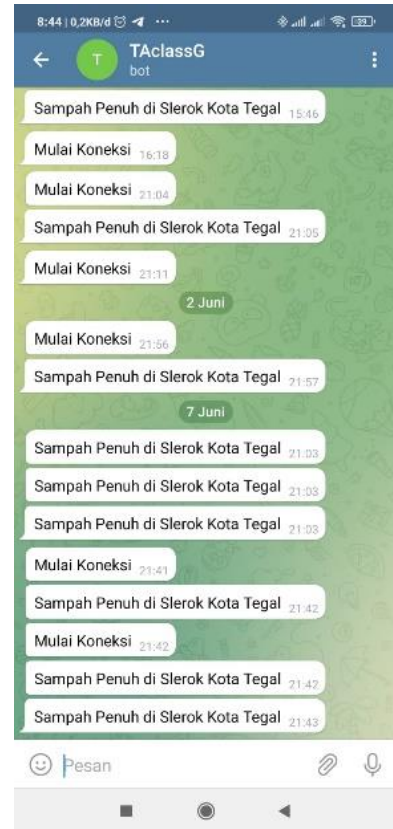 8:44 | 0,2KB/d
39
T
TAclassG
bot
Sampah Penuh di Slerok Kota Tegal 15:46
Mulai Koneksi 16:18
Mulai Koneksi 21:04
Sampah Penuh di Slerok Kota Tegal 21:05
Mulai Koneksi 21:11
2 Juni
Mulai Koneksi 21:56
Sampah Penuh di Slerok Kota Tegal 21:57
7 Juni
Sampah Penuh di Slerok Kota Tegal 21:03
Sampah Penuh di Slerok Kota Tegal 21:03
Sampah Penuh di Slerok Kota Tegal 21:03
Mulai Koneksi 21:41
Sampah Penuh di Slerok Kota Tegal 21:42
Mulai Koneksi 21:42
Sampah Penuh di Slerok Kota Tegal 21:42
Sampah Penuh di Slerok Kota Tegal 21:43
Pesan